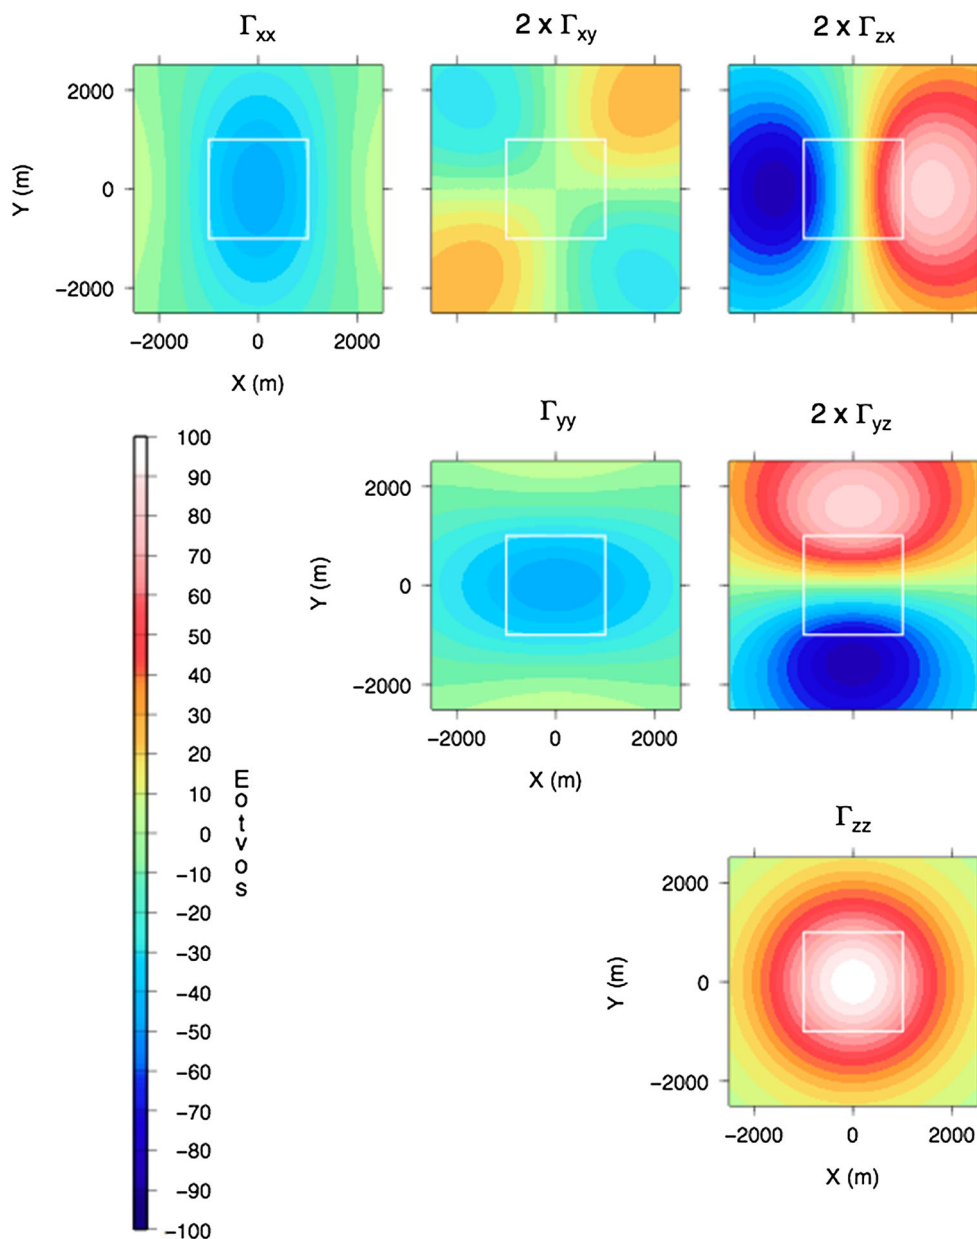 Γxx
2 x Γxy
2 x Γzx
2000
0
−2000
Y (m)
−2000 0 2000
X (m)
Γyy
2 x Γyz
2000
0
−2000
Y (m)
−2000 0 2000
X (m)
100
90
80
70
60
50
40
30
20
10
0
−10
−20
−30
−40
−50
−60
−70
−80
−90
−100
Eotvos
Γzz
2000
0
−2000
Y (m)
−2000 0 2000
X (m)